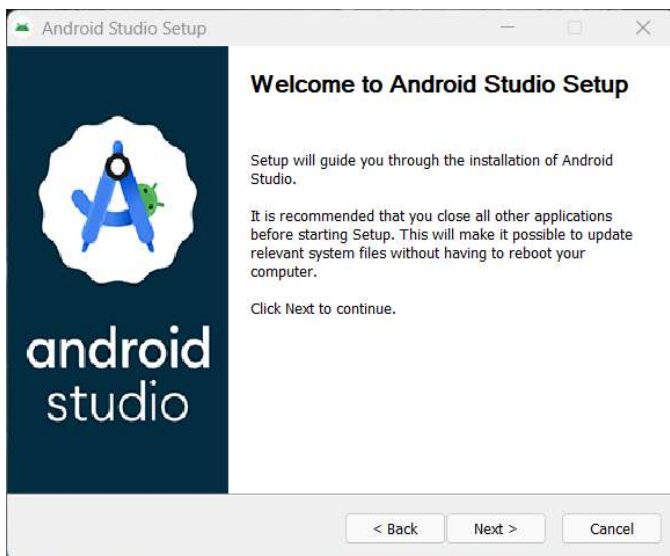 Android Studio Setup
Welcome to Android Studio Setup
Setup will guide you through the installation of Android
Studio.
It is recommended that you close all other applications
before starting Setup. This will make it possible to update
relevant system files without having to reboot your
computer.
Click Next to continue.
android
studio
< Back Next > Cancel